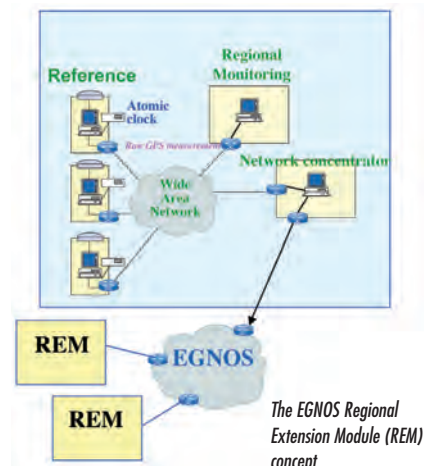 Regional
Monitoring
Reference
Atomic
clock
Raw GPS measurement
Network concentrator
Wide
Area
Network
REM
EGNOS
REM
The EGNOS Regional
Extension Module (REM)
concept